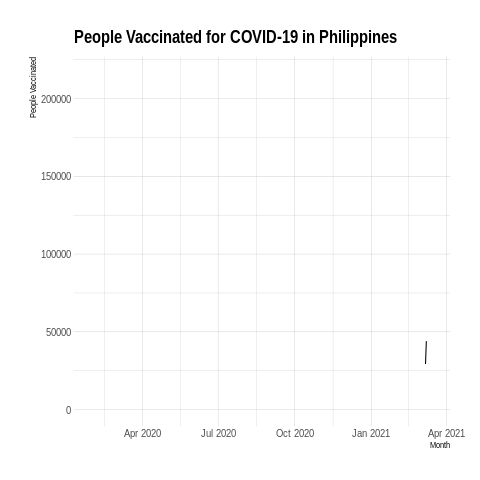 People Vaccinated for COVID-19 in Philippines
People Vaccinated
200000
150000
100000
50000
0
Apr 2020 Jul 2020 Oct 2020 Jan 2021 Apr 2021
Month